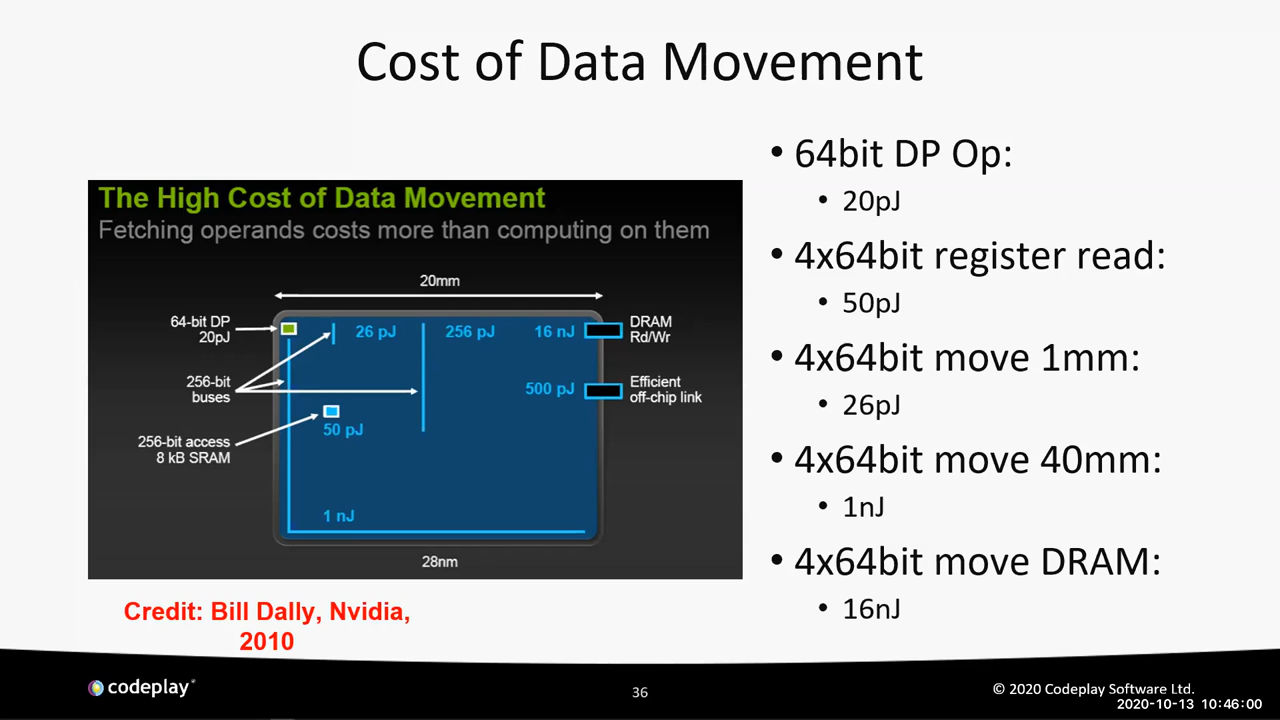 Cost of Data Movement
The High Cost of Data Movement
Fetching operands costs more than computing on them
20mm
64-bit DP
20pJ
26 pJ
256 pJ
16 nJ
DRAM
Rd/Wr
256-bit
buses
500 pJ
Efficient
off-chip link
50 pJ
256-bit access
8 kB SRAM
1 nJ
28nm
Credit: Bill Dally, Nvidia,
2010
• 64bit DP Op:
• 20pJ
• 4x64bit register read:
• 50pJ
• 4x64bit move 1mm:
• 26pJ
• 4x64bit move 40mm:
• 1nJ
• 4x64bit move DRAM:
• 16nJ
codeplay®
36
© 2020 Codeplay Software Ltd.
2020-10-13 10:46:00